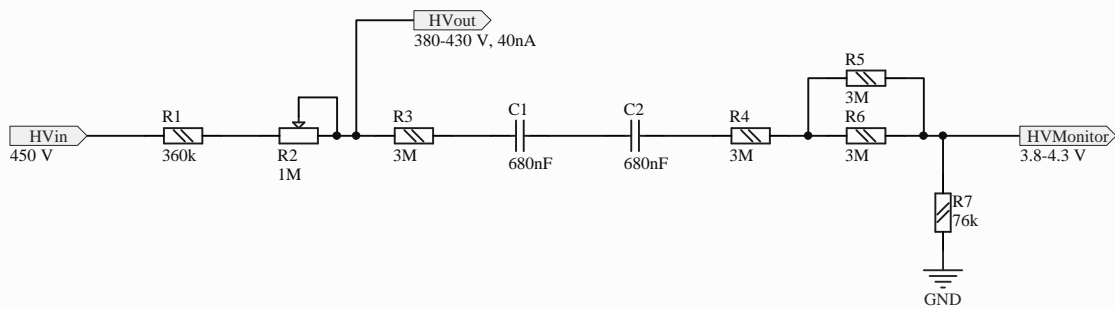 HVout
380-430 V, 40nA
R5
3M
HVin
450 V
R1
360k
R2
1M
R3
3M
C1
680nF
C2
680nF
R4
3M
R6
3M
HVMonitor
3.8-4.3 V
R7
76k
GND